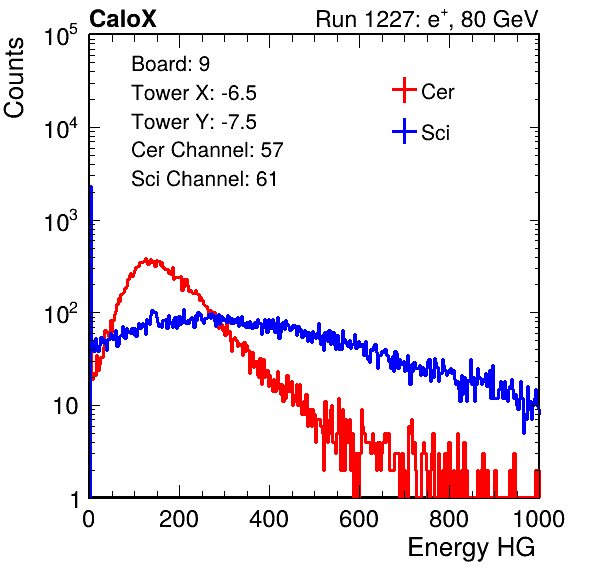 CaloX Run 1227: e⁺, 80 GeV
Counts
10⁵
10⁴
10³
10²
10
1
Board: 9
Tower X: -6.5
Tower Y: -7.5
Cer Channel: 57
Sci Channel: 61
Cer
Sci
0 200 400 600 800 1000
Energy HG